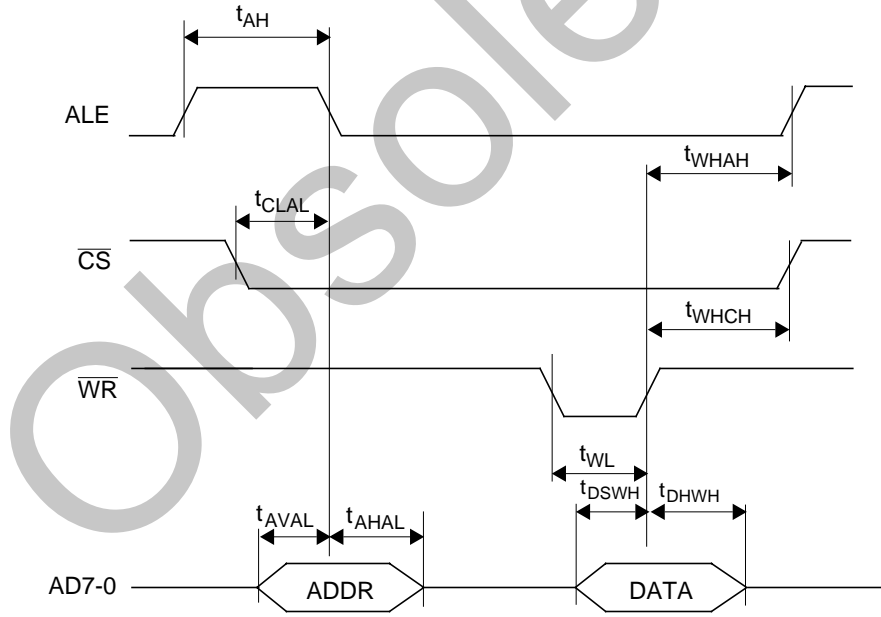 Obsolete
tAH
ALE
tWHAH
tCLAL
CS
tWHCH
WR
tWL
tDSWH tDHWH
tAVAL tAHAL
AD7-0 ADDR DATA